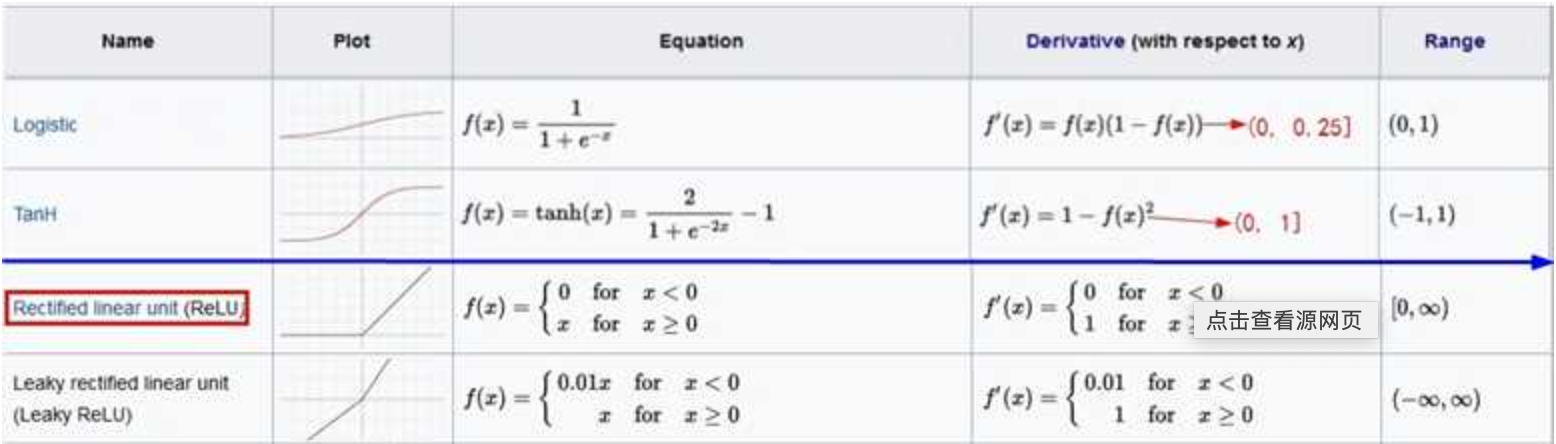 Name Plot Equation Derivative (with respect to x) Range
Logistic f(x) = 1 / (1 + e^{-x}) f′(x) = f(x)(1 − f(x)) (0, 0.25] (0, 1)
TanH f(x) = tanh(x) = 2 / (1 + e^{-2x}) − 1 f′(x) = 1 − f(x)^2 (0, 1] (−1, 1)
Rectified linear unit (ReLU) f(x) = { 0 for x < 0 f′(x) = { 0 for x < 0 [0, ∞)
x for x ≥ 0 1 for x
点击查看源网页
Leaky rectified linear unit f(x) = { 0.01x for x < 0 f′(x) = { 0.01 for x < 0 (−∞, ∞)
(Leaky ReLU) x for x ≥ 0 1 for x ≥ 0